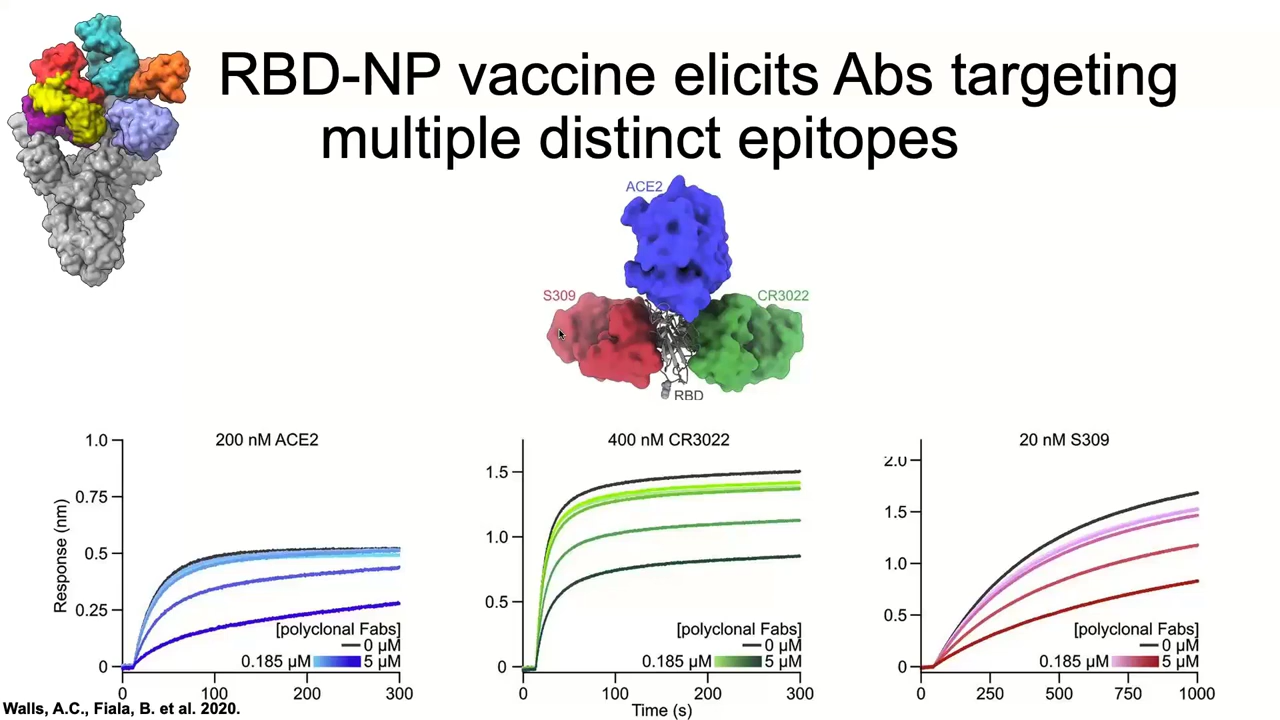 RBD-NP vaccine elicits Abs targeting
multiple distinct epitopes
ACE2
S309
CR3022
RBD
200 nM ACE2
Response (nm)
1.0
0.75
0.5
0.25
0
[polyclonal Fabs]
0 µM
0.185 µM 5 µM
0 100 200 300
400 nM CR3022
1.5
1.0
0.5
0
[polyclonal Fabs]
0 µM
0.185 µM 5 µM
0 100 200 300
Time (s)
20 nM S309
2.0
1.5
1.0
0.5
0
[polyclonal Fabs]
0 µM
0.185 µM 5 µM
0 250 500 750 1000
Walls, A.C., Fiala, B. et al. 2020.